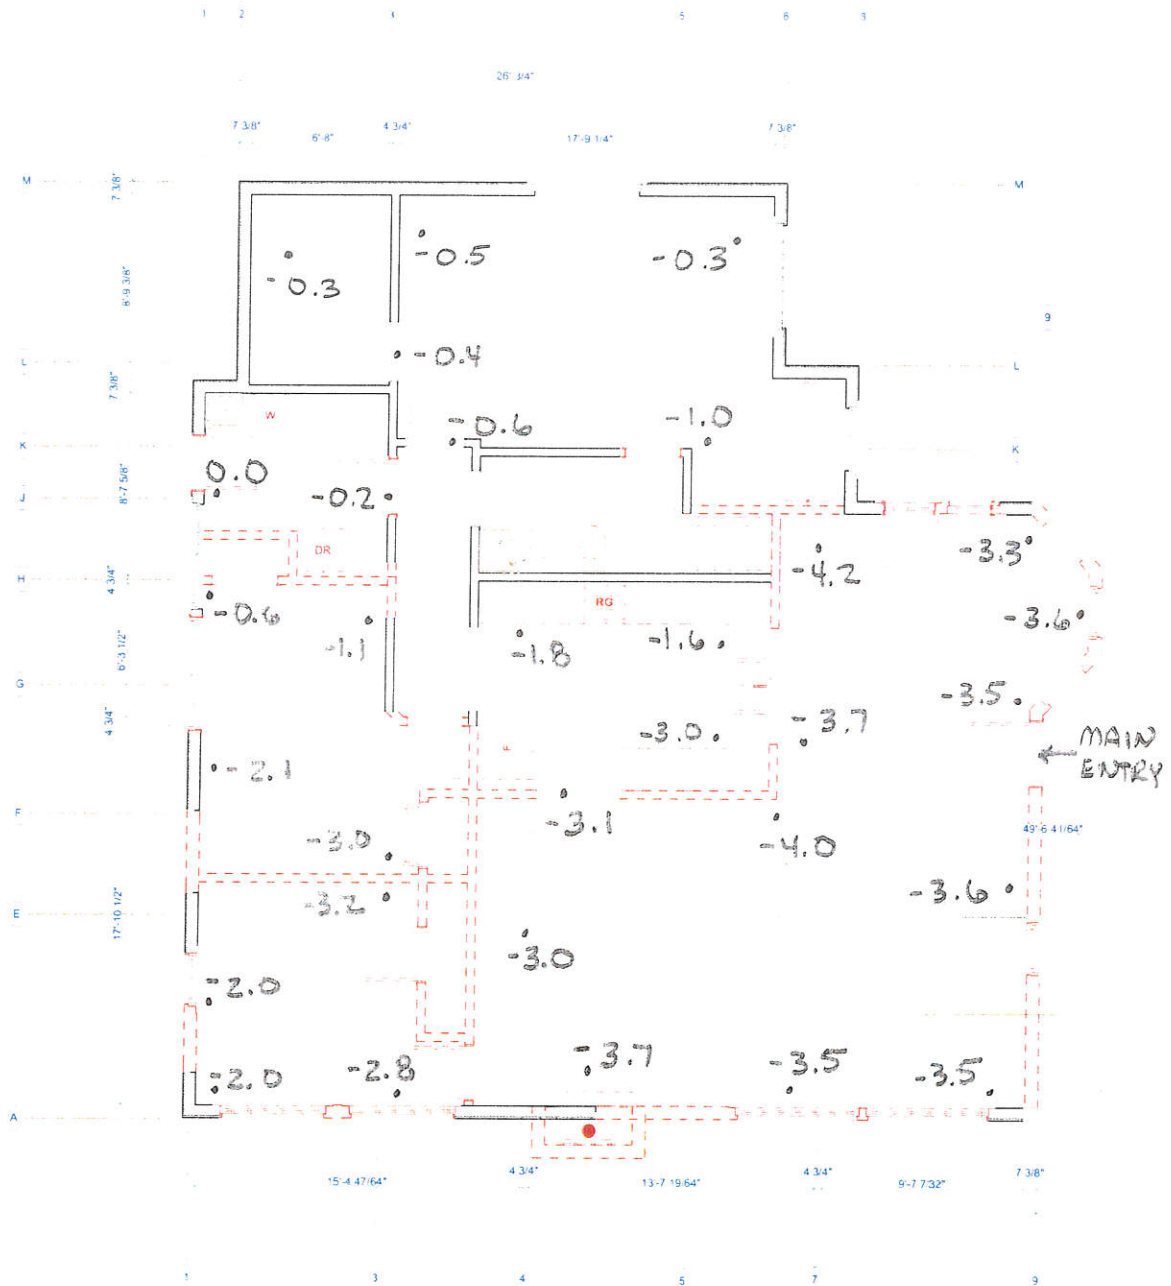 1 2 3 5 6 8
26' 3/4"
7 3/8" 6'-8" 4 3/4" 17'-9 1/4" 7 3/8"
M 7 3/8" M
-0.5 -0.3
-0.3
8'-9 3/8"
9
-0.4
L L
7 3/8"
W
-0.6 -1.0
K K
0.0
8'-7 5/8"
J -0.2
DR -3.3
H 4 3/4" -4.2
RG
-0.6 -3.6
-1.1 -1.8 -1.6
6'-3 1/2"
G -3.5
4 3/4" -3.0 -3.7
F
MAIN
ENTRY
-2.1
F
-3.1 49'-6 41/64"
-3.0 -4.0
-3.6
-3.2
E 17'-10 1/2"
-3.0
-2.0
-3.7 -3.5
-2.0 -2.8 -3.5
A
4 3/4" 4 3/4" 7 3/8"
15'-4 47/64" 13'-7 19/64" 9'-7 7/32"
1 3 4 5 7 9